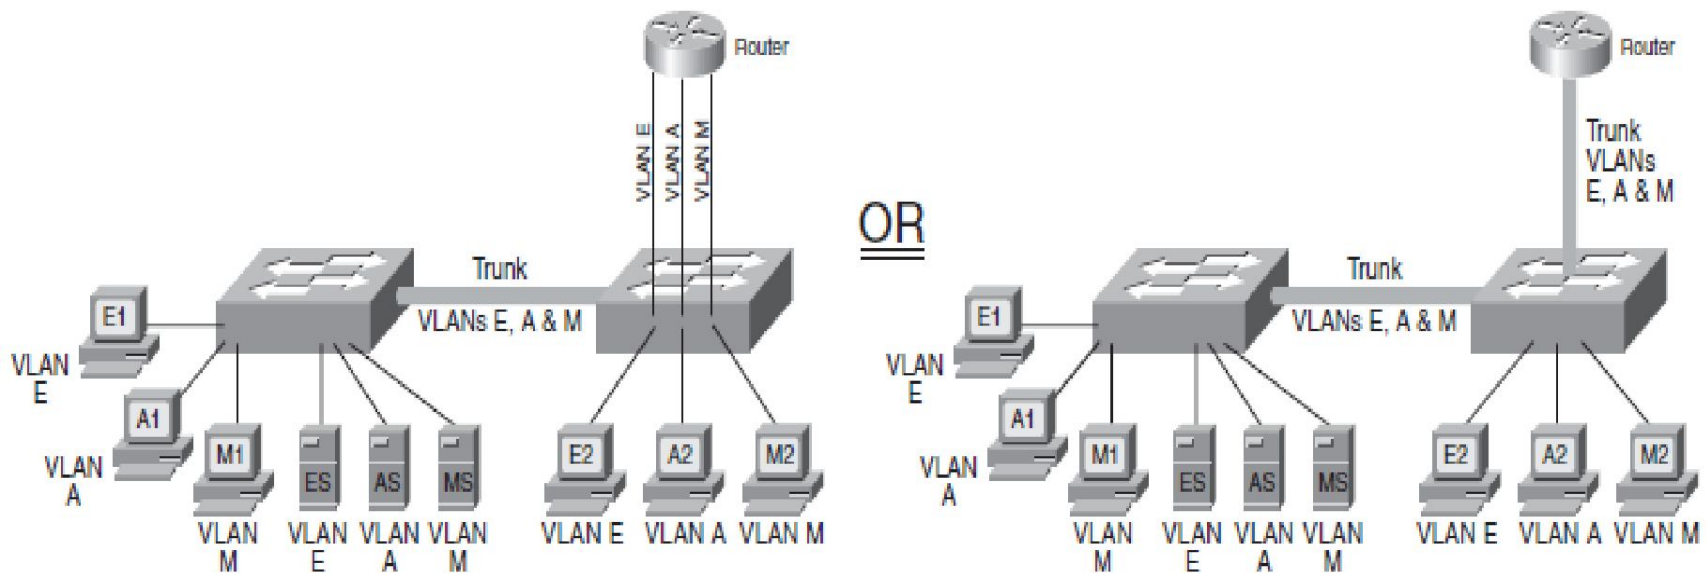 Router
VLAN E
VLAN A
VLAN M
Trunk
VLANs E, A & M
E1
VLAN
E
A1
VLAN
A
M1
VLAN
M
ES
VLAN
E
AS
VLAN
A
MS
VLAN
M
E2
VLAN E
A2
VLAN A
M2
VLAN M
OR
Router
Trunk
VLANs
E, A & M
Trunk
VLANs E, A & M
E1
VLAN
E
A1
VLAN
A
M1
VLAN
M
ES
VLAN
E
AS
VLAN
A
MS
VLAN
M
E2
VLAN E
A2
VLAN A
M2
VLAN M